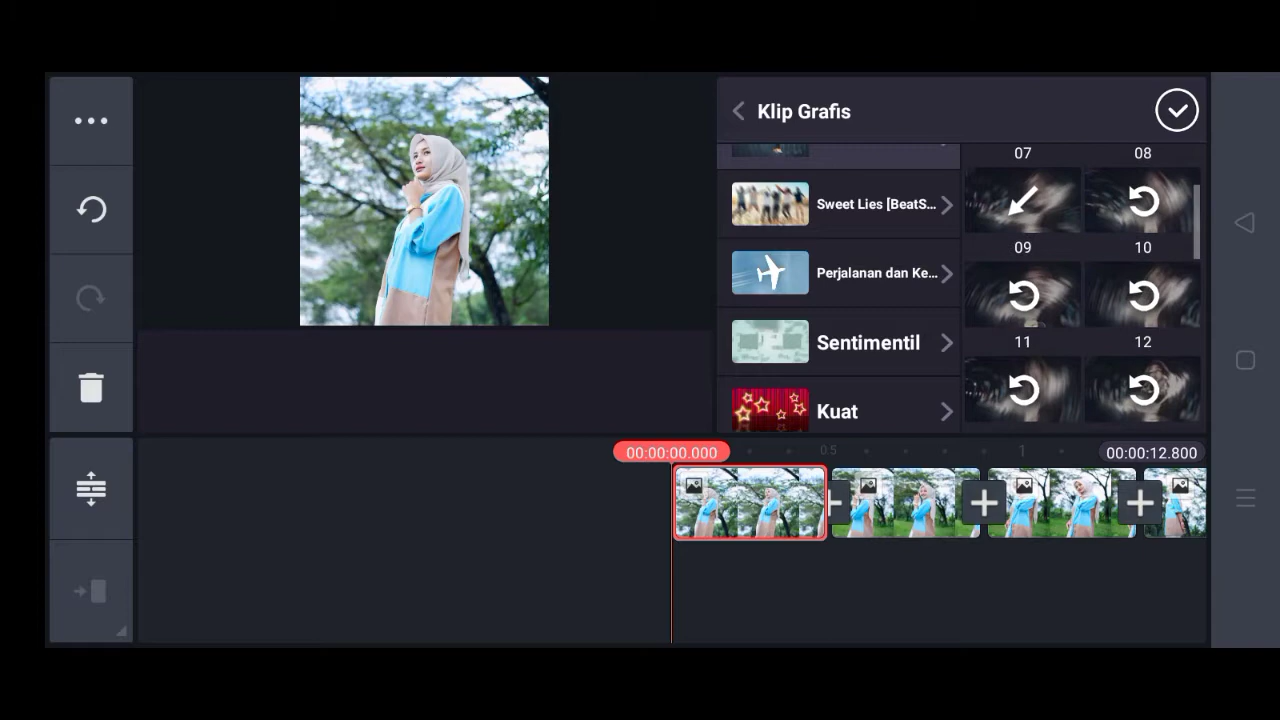 Klip Grafis
07 08
Sweet Lies [BeatS...
09 10
Perjalanan dan Ke...
11 12
Sentimentil
Kuat
00:00:00.000 0.5 1 00:00:12.800